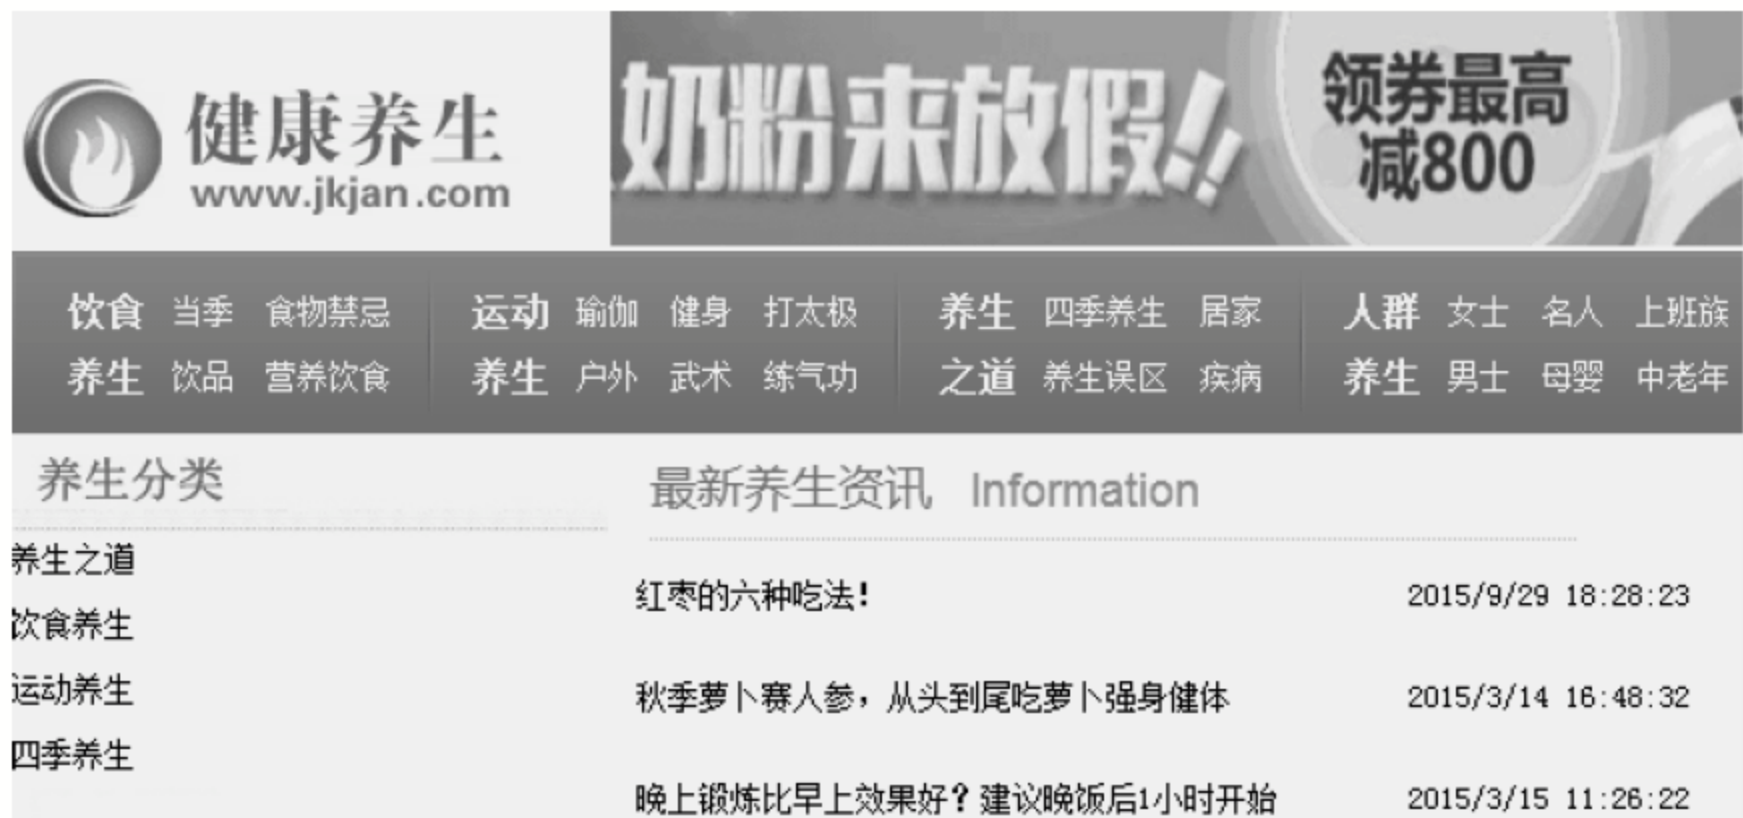 健康养生
www.jkjan.com
奶粉来放假!!
领券最高
减800
饮食 当季 食物禁忌 运动 瑜伽 健身 打太极 养生 四季养生 居家 人群 女士 名人 上班族
养生 饮品 营养饮食 养生 户外 武术 练气功 之道 养生误区 疾病 养生 男士 母婴 中老年
养生分类
养生之道
饮食养生
运动养生
四季养生
最新养生资讯 Information
红枣的六种吃法! 2015/9/29 18:28:23
秋季萝卜赛人参，从头到尾吃萝卜强身健体 2015/3/14 16:48:32
晚上锻炼比早上效果好？建议晚饭后1小时开始 2015/3/15 11:26:22